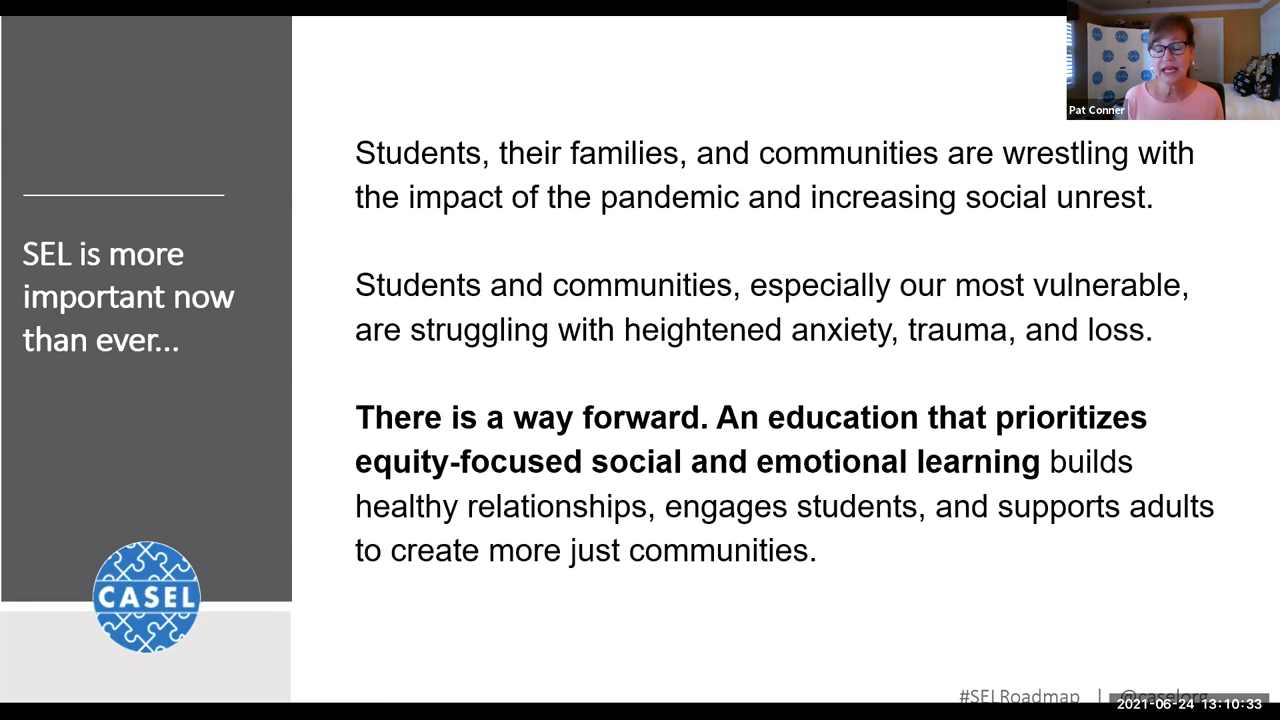 Pat Conner
SEL is more
important now
than ever...
Students, their families, and communities are wrestling with
the impact of the pandemic and increasing social unrest.
Students and communities, especially our most vulnerable,
are struggling with heightened anxiety, trauma, and loss.
There is a way forward. An education that prioritizes
equity-focused social and emotional learning builds
healthy relationships, engages students, and supports adults
to create more just communities.
CASEL
#SELRoadmap | @caselorg
2021-06-24 13:10:33